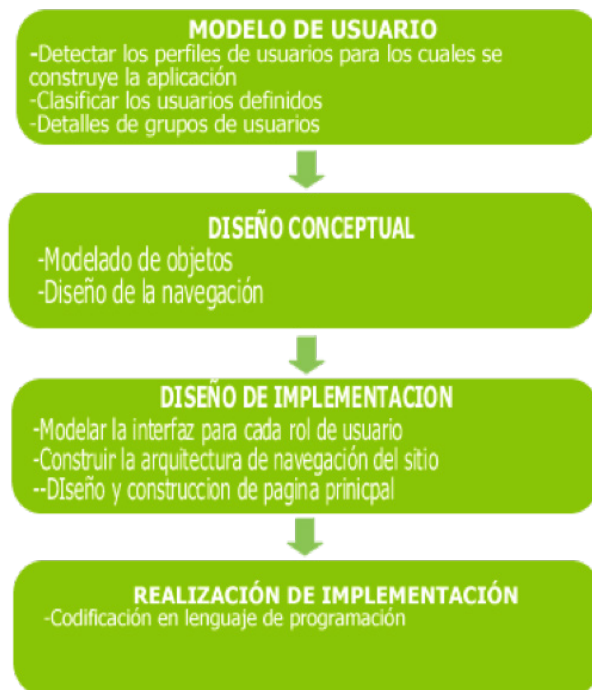 MODELO DE USUARIO
-Detectar los perfiles de usuarios para los cuales se
construye la aplicación
-Clasificar los usuarios definidos
-Detalles de grupos de usuarios
DISEÑO CONCEPTUAL
-Modelado de objetos
-Diseño de la navegación
DISEÑO DE IMPLEMENTACION
-Modelar la interfaz para cada rol de usuario
-Construir la arquitectura de navegación del sitio
--DIseño y construccion de pagina prinicpal
REALIZACIÓN DE IMPLEMENTACIÓN
-Codificación en lenguaje de programación